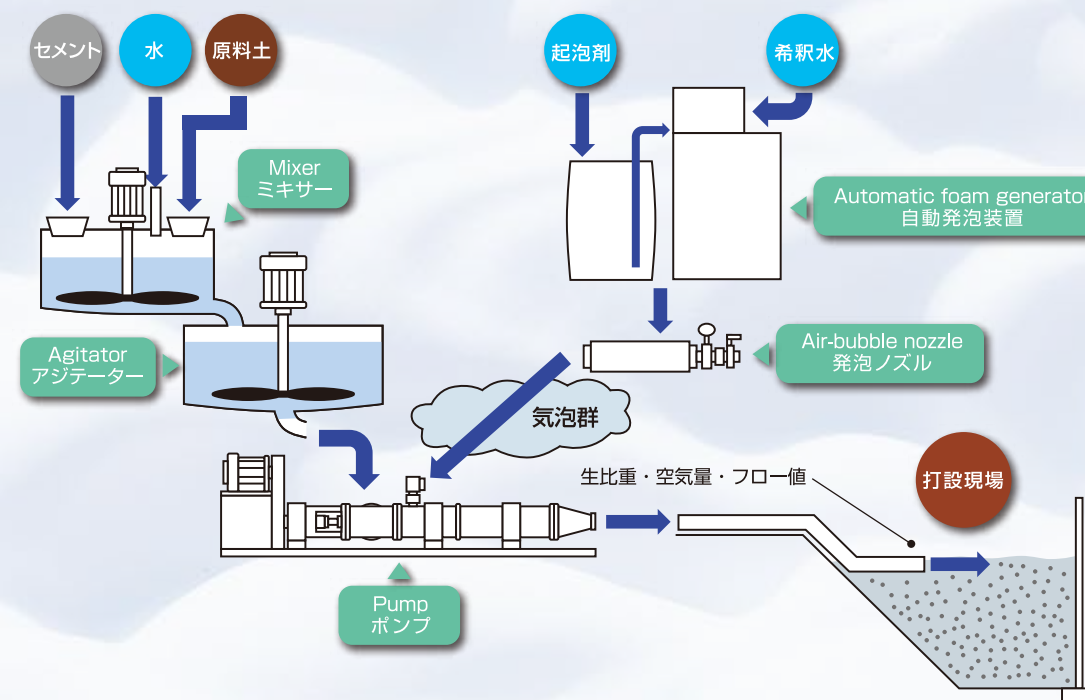 セメント
水
原料土
起泡剤
希釈水
Mixer
ミキサー
Automatic foam generator
自動発泡装置
Agitator
アジテーター
Air-bubble nozzle
発泡ノズル
気泡群
生比重・空気量・フロー値
打設現場
Pump
ポンプ